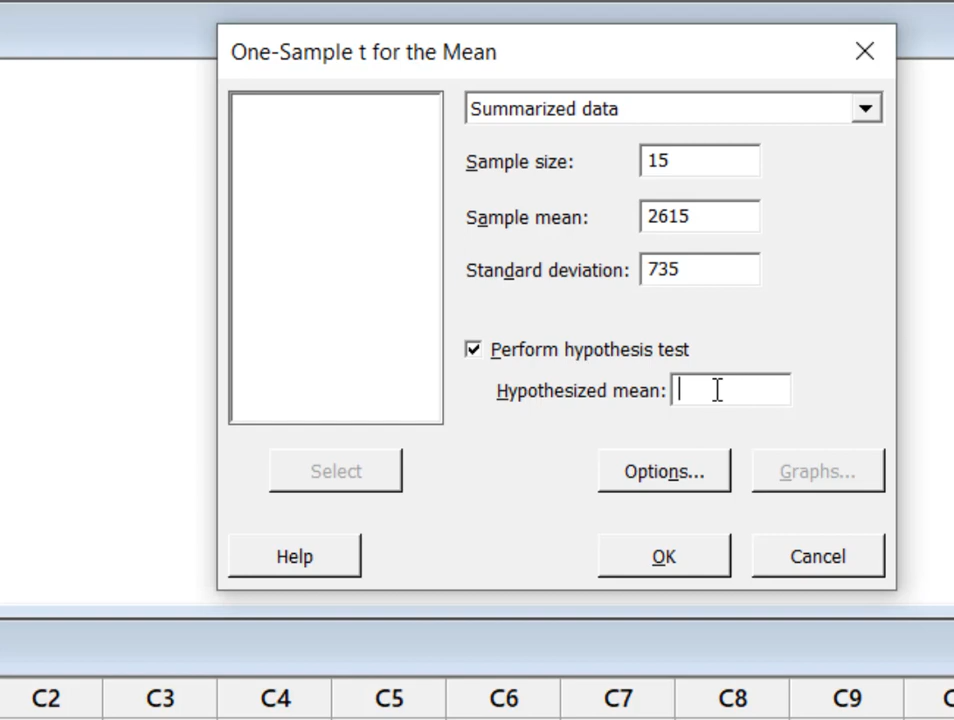 One-Sample t for the Mean
Summarized data
Sample size: 15
Sample mean: 2615
Standard deviation: 735
Perform hypothesis test
Hypothesized mean:
Select
Options...
Graphs...
Help
OK
Cancel
C2 C3 C4 C5 C6 C7 C8 C9